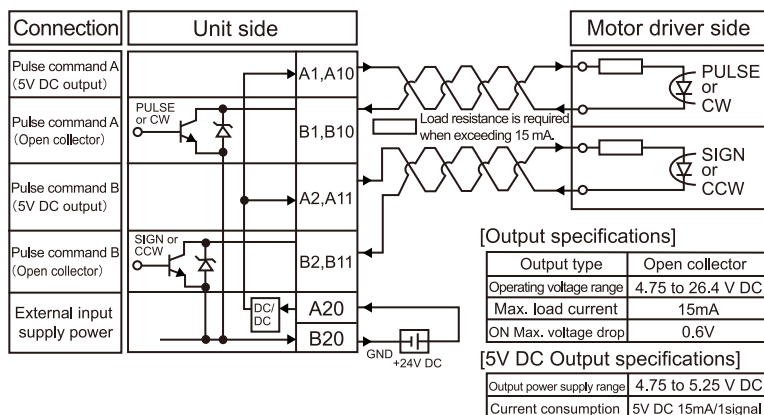 Connection
Unit side
Motor driver side
Pulse command A
(5V DC output)
A1,A10
PULSE
or
CW
Pulse command A
(Open collector)
PULSE
or CW
B1,B10
Load resistance is required
when exceeding 15 mA.
Pulse command B
(5V DC output)
A2,A11
SIGN
or
CCW
Pulse command B
(Open collector)
SIGN or
CCW
B2,B11
External input
supply power
DC/
DC
A20
B20
GND
+24V DC
[Output specifications]
Output type Open collector
Operating voltage range 4.75 to 26.4 V DC
Max. load current 15mA
ON Max. voltage drop 0.6V
[5V DC Output specifications]
Output power supply range 4.75 to 5.25 V DC
Current consumption 5V DC 15mA/1signal